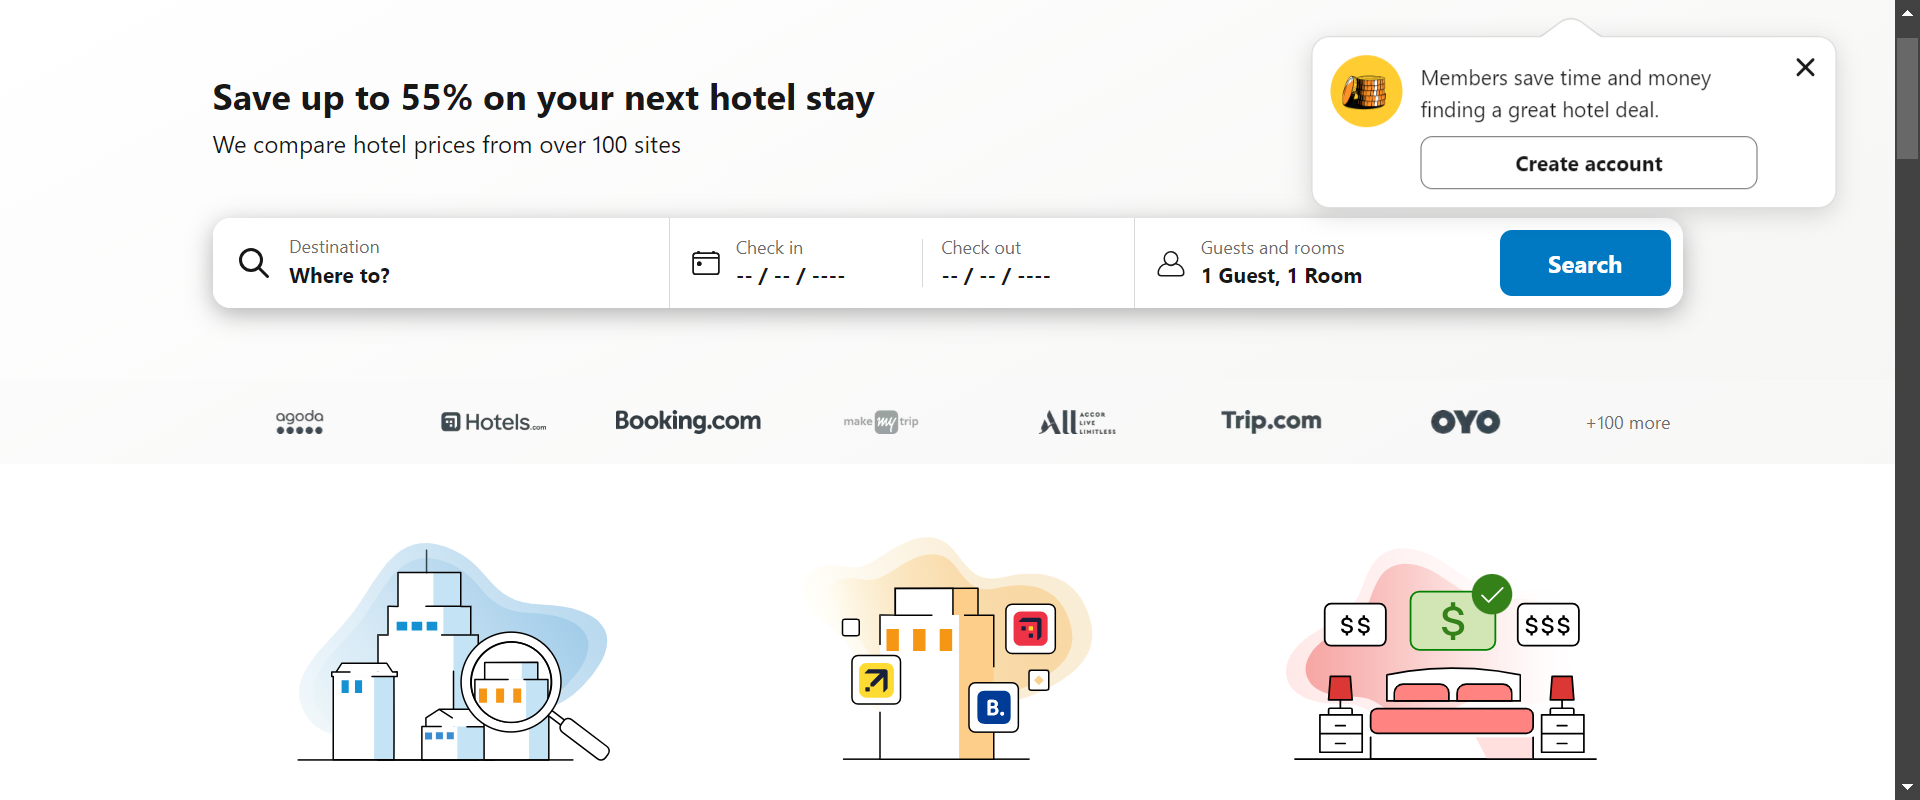 Save up to 55% on your next hotel stay
We compare hotel prices from over 100 sites
Members save time and money
finding a great hotel deal.
Create account
Destination
Where to?
Check in
-- / -- / ----
Check out
-- / -- / ----
Guests and rooms
1 Guest, 1 Room
Search
agoda
Hotels.com
Booking.com
make my trip
ALL ACCOR LIVE LIMITLESS
Trip.com
OYO
+100 more
B.
$$
$
$$$